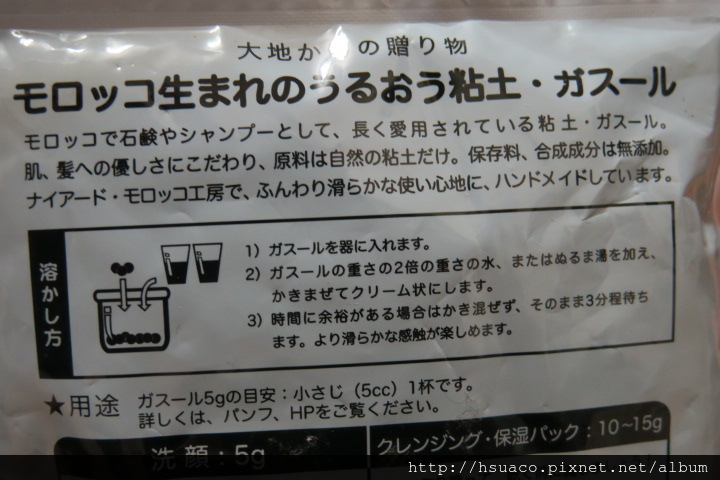 大地か の贈り物
モロッコ生まれのうるおう粘土・ガスール
モロッコで石鹸やシャンプーとして、長く愛用されている粘土・ガスール。
肌、髪への優しさにこだわり、原料は自然の粘土だけ。保存料、合成成分は無添加。
ナイアード・モロッコ工房で、ふんわり滑らかな使い心地に、ハンドメイドしています。
溶かし方
1) ガスールを器に入れます。
2) ガスールの重さの2倍の重さの水、またはぬるま湯を加え、
かきまぜてクリーム状にします。
3) 時間に余裕がある場合はかき混ぜず、そのまま3分程待ち
ます。より滑らかな感触が楽しめます。
★用途 ガスール5gの目安：小さじ（5cc）1杯です。
詳しくは、パンフ、HPをご覧ください。
洗顔：5g
クレンジング・保湿パック：10~15g
http://hsuaco.pixnet.net/album